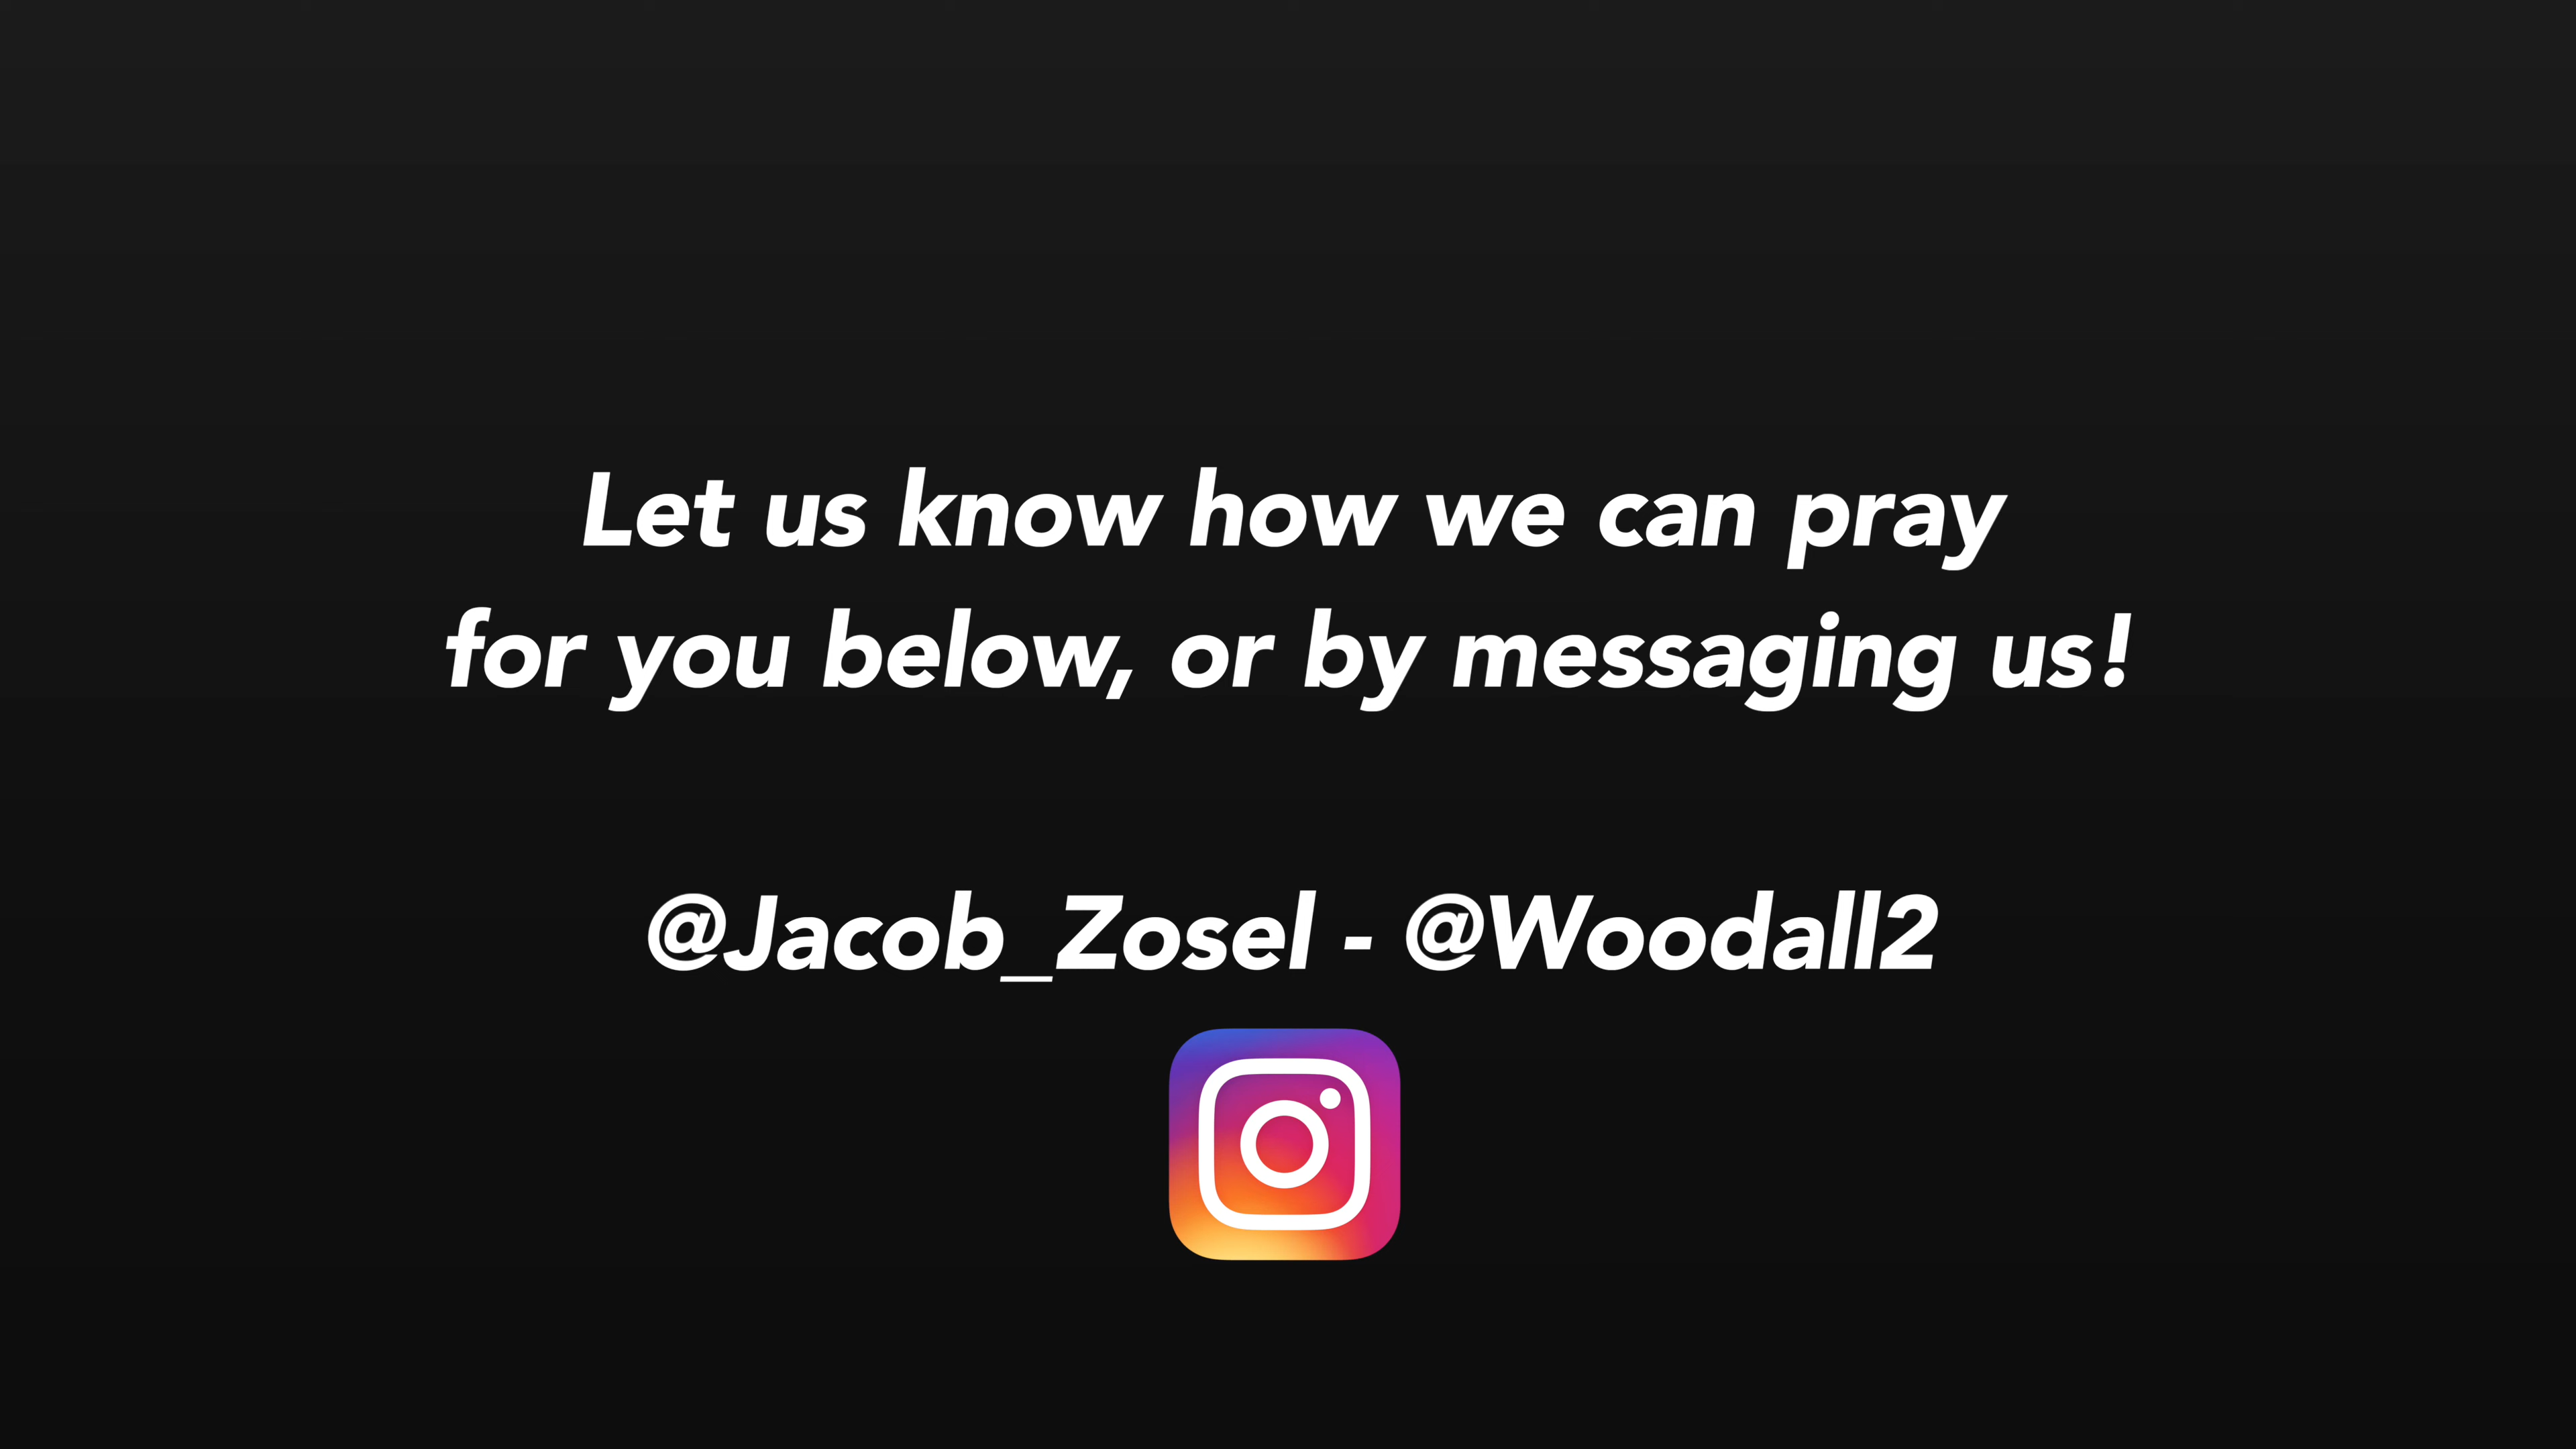 Let us know how we can pray
for you below, or by messaging us!
@Jacob_Zosel - @Woodall2